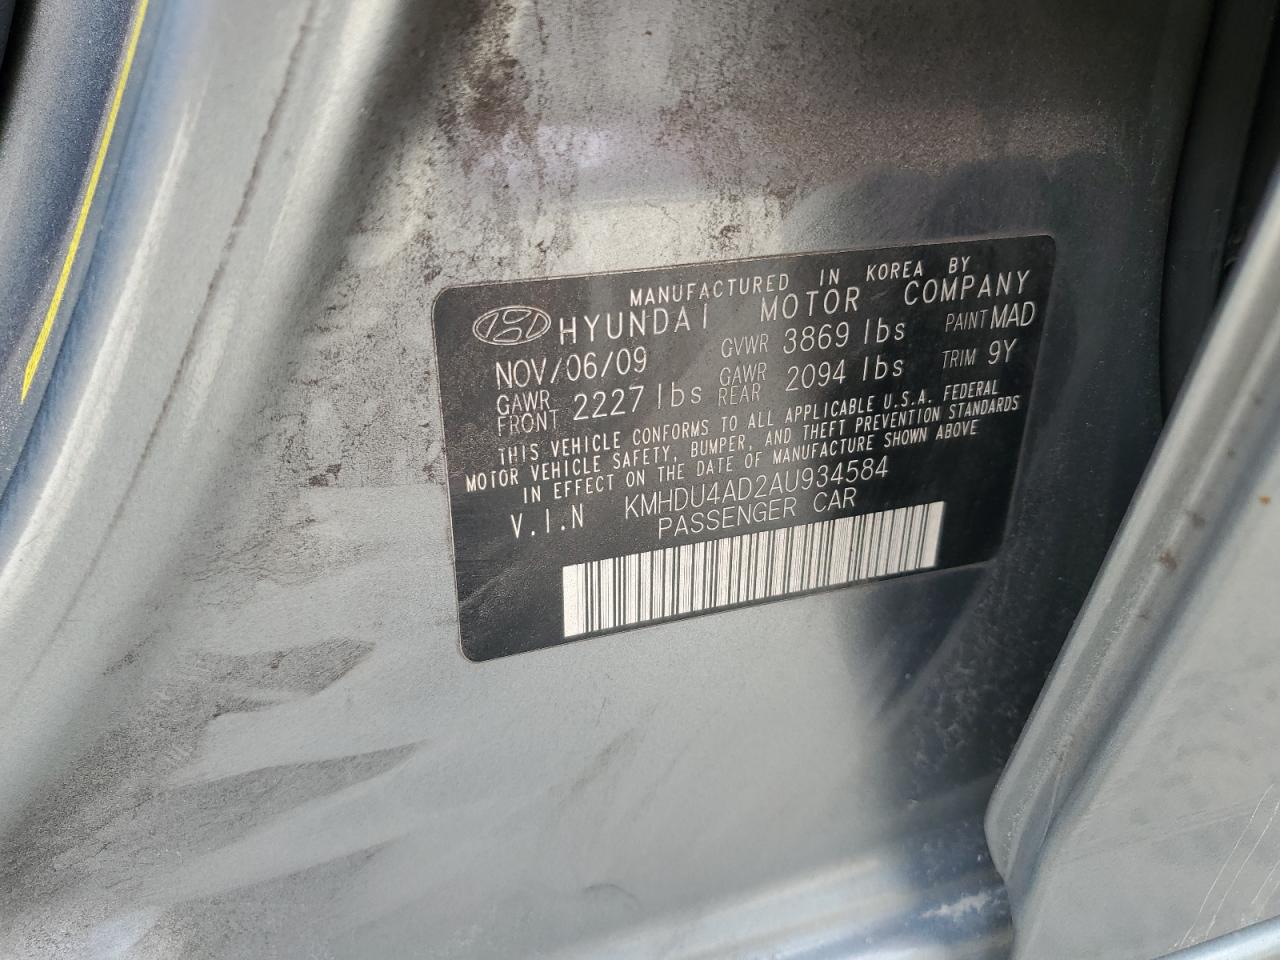 MANUFACTURED IN KOREA BY
HYUNDAI MOTOR COMPANY
NOV/06/09 GVWR 3869 lbs PAINT MAD
GAWR FRONT 2227 lbs GAWR REAR 2094 lbs TRIM 9Y
THIS VEHICLE CONFORMS TO ALL APPLICABLE U.S.A. FEDERAL
MOTOR VEHICLE SAFETY, BUMPER, AND THEFT PREVENTION STANDARDS
IN EFFECT ON THE DATE OF MANUFACTURE SHOWN ABOVE
V.I.N KMHDU4AD2AU934584
PASSENGER CAR